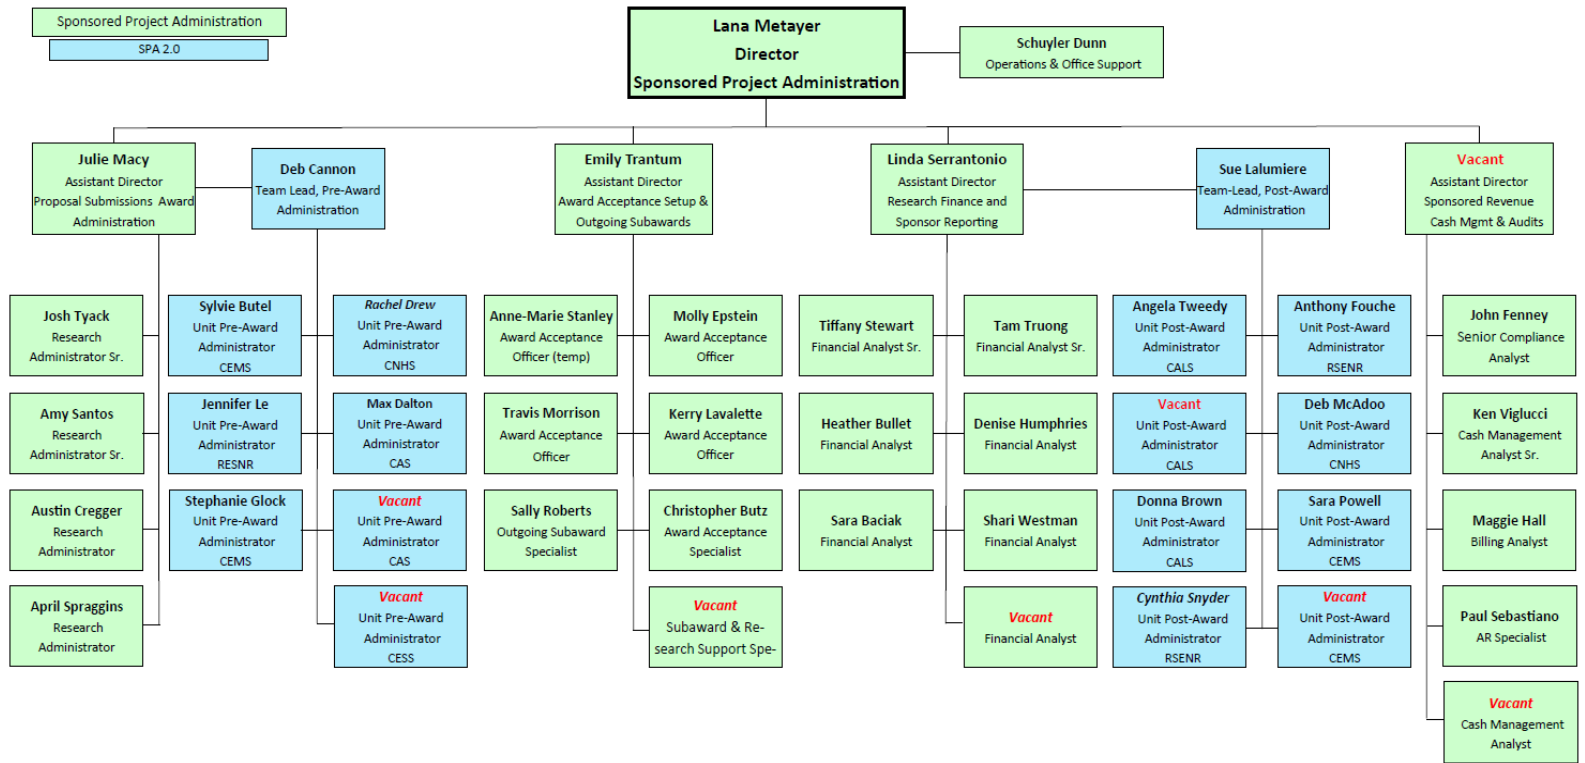 Sponsored Project Administration
SPA 2.0
Lana Metayer
Director
Sponsored Project Administration
Schuyler Dunn
Operations & Office Support
Julie Macy
Assistant Director
Proposal Submissions Award
Administration
Deb Cannon
Team Lead, Pre-Award
Administration
Emily Trantum
Assistant Director
Award Acceptance Setup &
Outgoing Subawards
Linda Serrantonio
Assistant Director
Research Finance and
Sponsor Reporting
Sue Lalumiere
Team-Lead, Post-Award
Administration
Vacant
Assistant Director
Sponsored Revenue
Cash Mgmt & Audits
Josh Tyack
Research
Administrator Sr.
Sylvie Butel
Unit Pre-Award
Administrator
CEMS
Rachel Drew
Unit Pre-Award
Administrator
CNHS
Anne-Marie Stanley
Award Acceptance
Officer (temp)
Molly Epstein
Award Acceptance
Officer
Tiffany Stewart
Financial Analyst Sr.
Tam Truong
Financial Analyst Sr.
Angela Tweedy
Unit Post-Award
Administrator
CALS
Anthony Fouche
Unit Post-Award
Administrator
RSENR
John Fenney
Senior Compliance
Analyst
Amy Santos
Research
Administrator Sr.
Jennifer Le
Unit Pre-Award
Administrator
RESNR
Max Dalton
Unit Pre-Award
Administrator
CAS
Travis Morrison
Award Acceptance
Officer
Kerry Lavalette
Award Acceptance
Officer
Heather Bullet
Financial Analyst
Denise Humphries
Financial Analyst
Vacant
Unit Post-Award
Administrator
CALS
Deb McAdoo
Unit Post-Award
Administrator
CNHS
Ken Viglucci
Cash Management
Analyst Sr.
Austin Cregger
Research
Administrator
Stephanie Glock
Unit Pre-Award
Administrator
CEMS
Vacant
Unit Pre-Award
Administrator
CAS
Sally Roberts
Outgoing Subaward
Specialist
Christopher Butz
Award Acceptance
Specialist
Sara Baciak
Financial Analyst
Shari Westman
Financial Analyst
Donna Brown
Unit Post-Award
Administrator
CALS
Sara Powell
Unit Post-Award
Administrator
CEMS
Maggie Hall
Billing Analyst
April Spraggins
Research
Administrator
Vacant
Unit Pre-Award
Administrator
CESS
Vacant
Subaward & Re-
search Support Spe-
Vacant
Financial Analyst
Cynthia Snyder
Unit Post-Award
Administrator
RSENR
Vacant
Unit Post-Award
Administrator
CEMS
Paul Sebastiano
AR Specialist
Vacant
Cash Management
Analyst